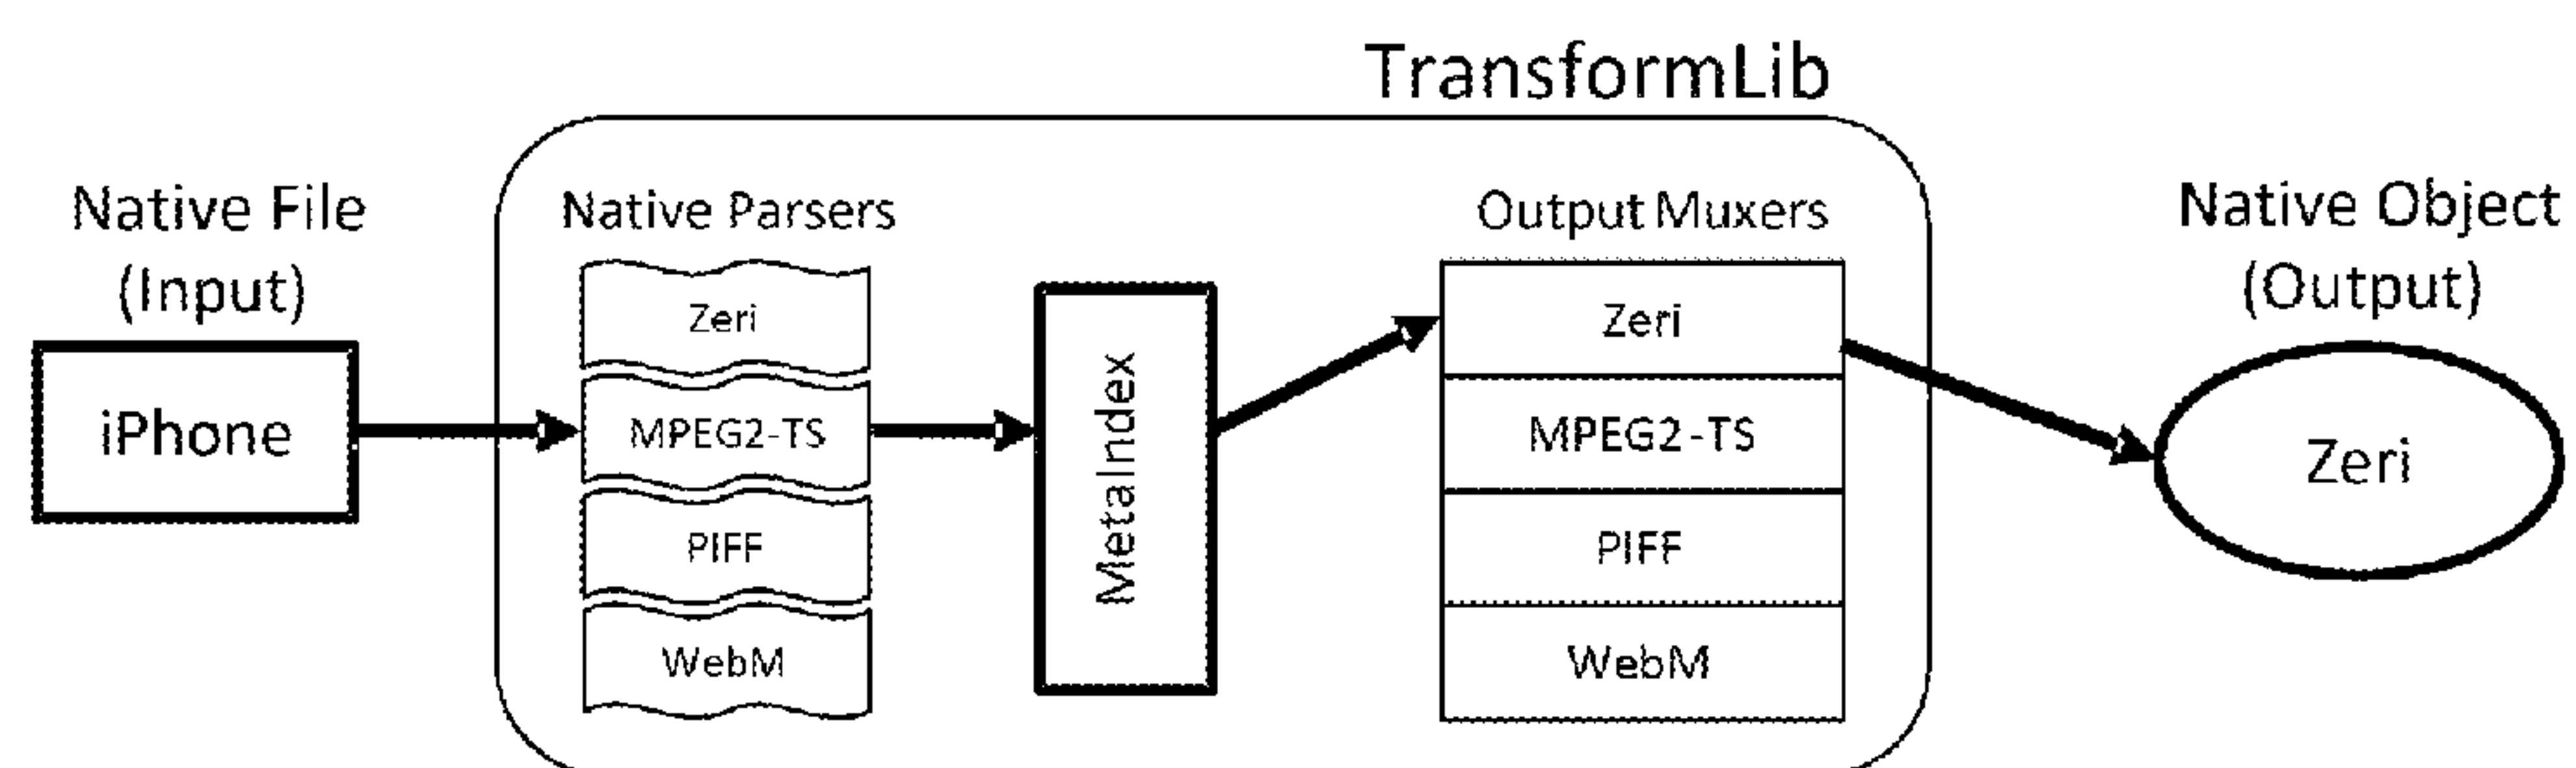 TransformLib
Native File
(Input)
iPhone
Native Parsers
Zeri
MPEG2-TS
PIFF
WebM
MetaIndex
Output Muxers
Zeri
MPEG2-TS
PIFF
WebM
Native Object
(Output)
Zeri